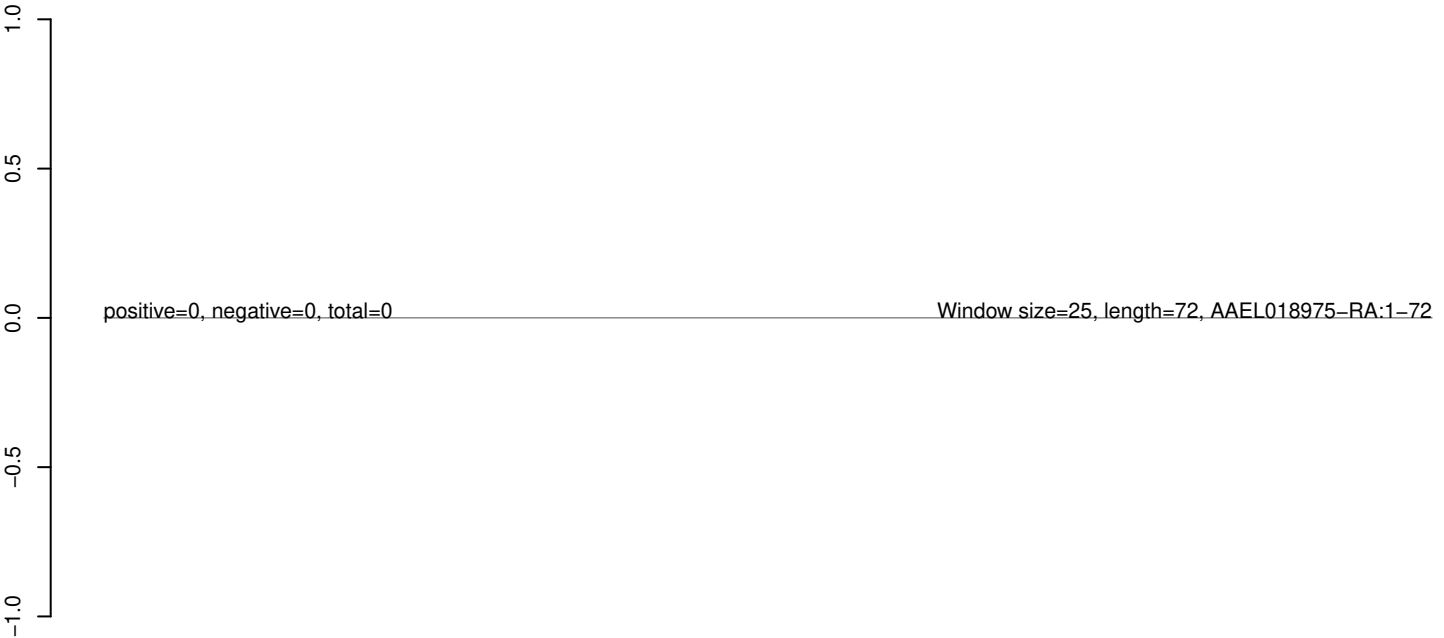 1.0
0.5
0.0
−0.5
−1.0
positive=0, negative=0, total=0
Window size=25, length=72, AAEL018975−RA:1−72